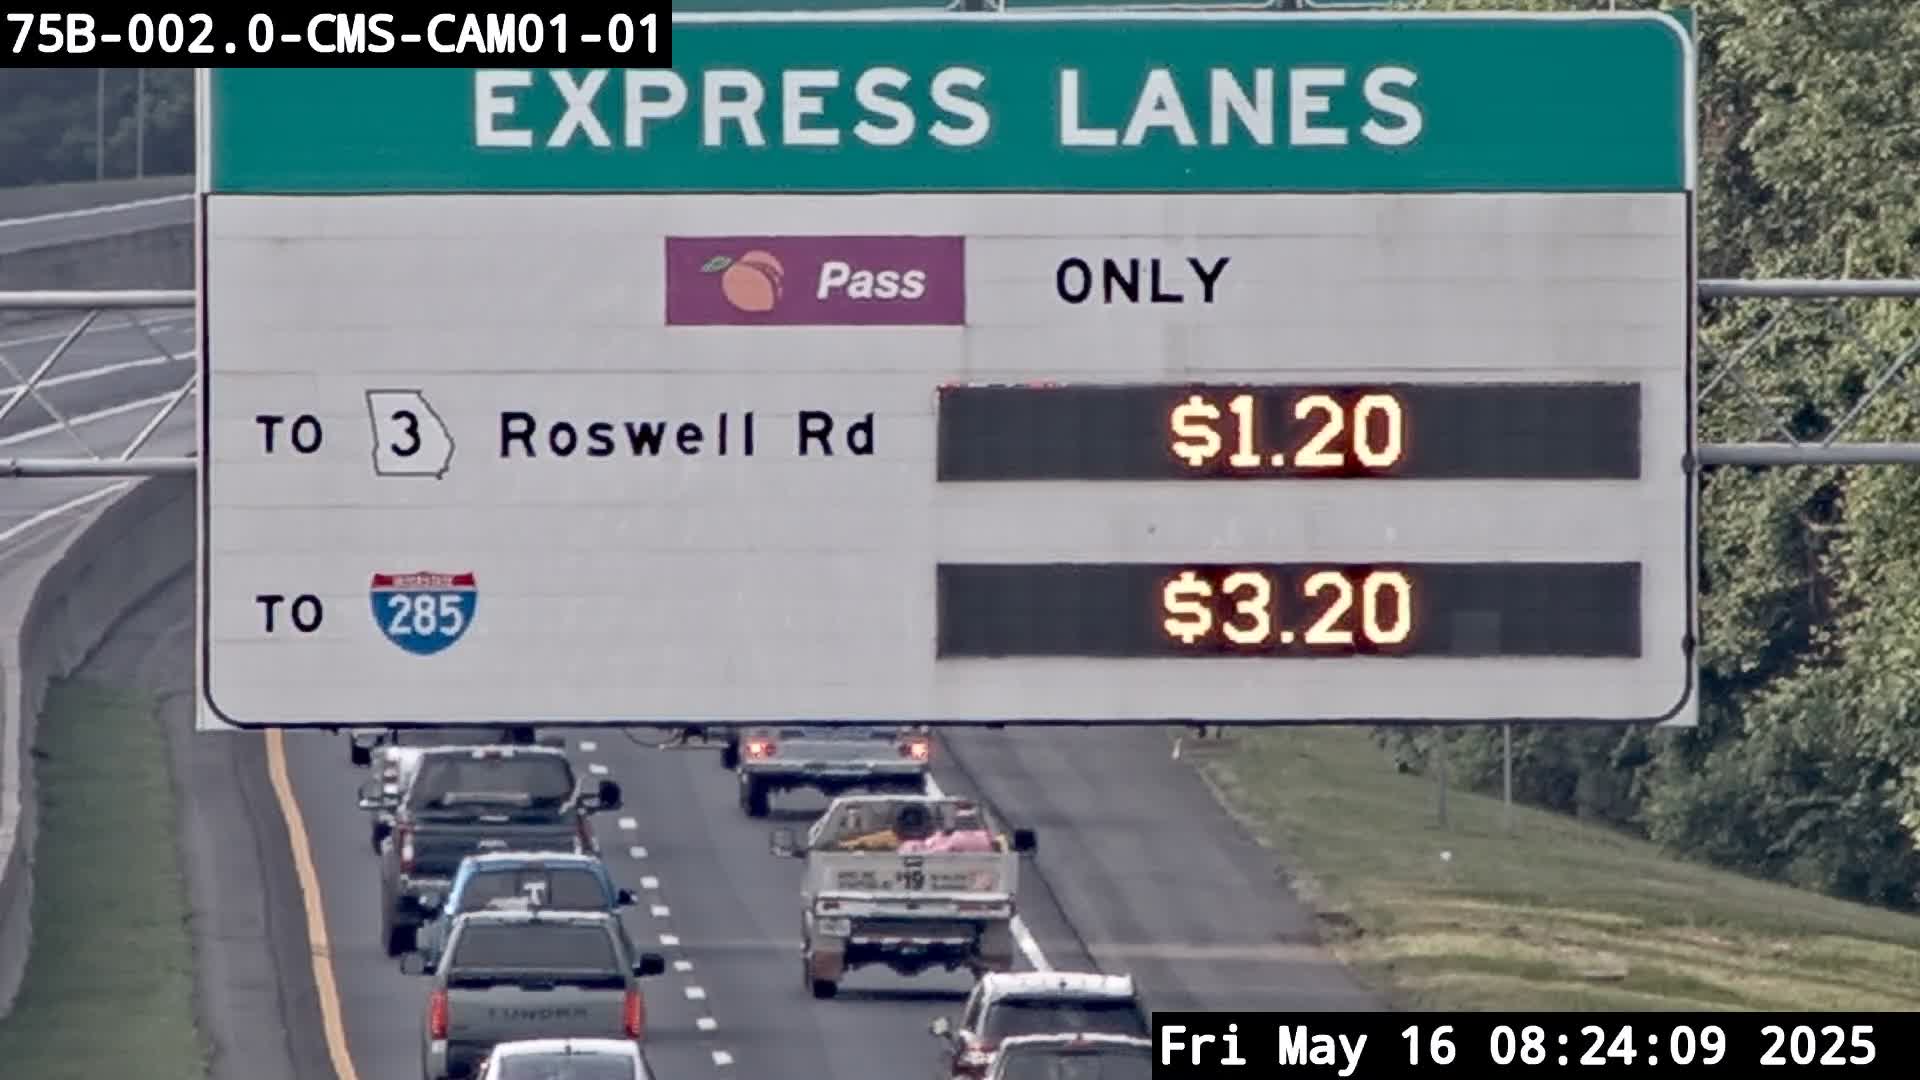 75B-002.0-CMS-CAM01-01
EXPRESS LANES
Pass ONLY
TO 3 Roswell Rd $1.20
TO 285 $3.20
T
$19
TUNDRA
Fri May 16 08:24:09 2025